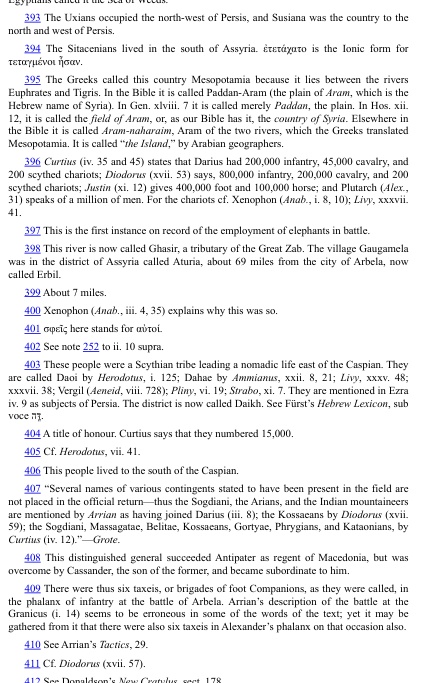 Egyptians called it the Sea of Weeds.
393 The Uxians occupied the north-west of Persis, and Susiana was the country to the
north and west of Persis.
394 The Sitacenians lived in the south of Assyria. ἐτετάχατο is the Ionic form for
τεταγμένοι ἦσαν.
395 The Greeks called this country Mesopotamia because it lies between the rivers
Euphrates and Tigris. In the Bible it is called Paddan-Aram (the plain of Aram, which is the
Hebrew name of Syria). In Gen. xlviii. 7 it is called merely Paddan, the plain. In Hos. xii.
12, it is called the field of Aram, or, as our Bible has it, the country of Syria. Elsewhere in
the Bible it is called Aram-naharaim, Aram of the two rivers, which the Greeks translated
Mesopotamia. It is called “the Island,” by Arabian geographers.
396 Curtius (iv. 35 and 45) states that Darius had 200,000 infantry, 45,000 cavalry, and
200 scythed chariots; Diodorus (xvii. 53) says, 800,000 infantry, 200,000 cavalry, and 200
scythed chariots; Justin (xi. 12) gives 400,000 foot and 100,000 horse; and Plutarch (Alex.,
31) speaks of a million of men. For the chariots cf. Xenophon (Anab., i. 8, 10); Livy, xxxvii.
41.
397 This is the first instance on record of the employment of elephants in battle.
398 This river is now called Ghasir, a tributary of the Great Zab. The village Gaugamela
was in the district of Assyria called Aturia, about 69 miles from the city of Arbela, now
called Erbil.
399 About 7 miles.
400 Xenophon (Anab., iii. 4, 35) explains why this was so.
401 σφεῖς here stands for αὐτοί.
402 See note 252 to ii. 10 supra.
403 These people were a Scythian tribe leading a nomadic life east of the Caspian. They
are called Daoi by Herodotus, i. 125; Dahae by Ammianus, xxii. 8, 21; Livy, xxxv. 48;
xxxvii. 38; Vergil (Aeneid, viii. 728); Pliny, vi. 19; Strabo, xi. 7. They are mentioned in Ezra
iv. 9 as subjects of Persia. The district is now called Daikh. See Fürst’s Hebrew Lexicon, sub
voce דֶּה.
404 A title of honour. Curtius says that they numbered 15,000.
405 Cf. Herodotus, vii. 41.
406 This people lived to the south of the Caspian.
407 “Several names of various contingents stated to have been present in the field are
not placed in the official return—thus the Sogdiani, the Arians, and the Indian mountaineers
are mentioned by Arrian as having joined Darius (iii. 8); the Kossaeans by Diodorus (xvii.
59); the Sogdiani, Massagatae, Belitae, Kossaeans, Gortyae, Phrygians, and Kataonians, by
Curtius (iv. 12).”—Grote.
408 This distinguished general succeeded Antipater as regent of Macedonia, but was
overcome by Cassander, the son of the former, and became subordinate to him.
409 There were thus six taxeis, or brigades of foot Companions, as they were called, in
the phalanx of infantry at the battle of Arbela. Arrian’s description of the battle at the
Granicus (i. 14) seems to be erroneous in some of the words of the text; yet it may be
gathered from it that there were also six taxeis in Alexander’s phalanx on that occasion also.
410 See Arrian’s Tactics, 29.
411 Cf. Diodorus (xvii. 57).
412 See Donaldson’s New Cratylus, sect. 178.